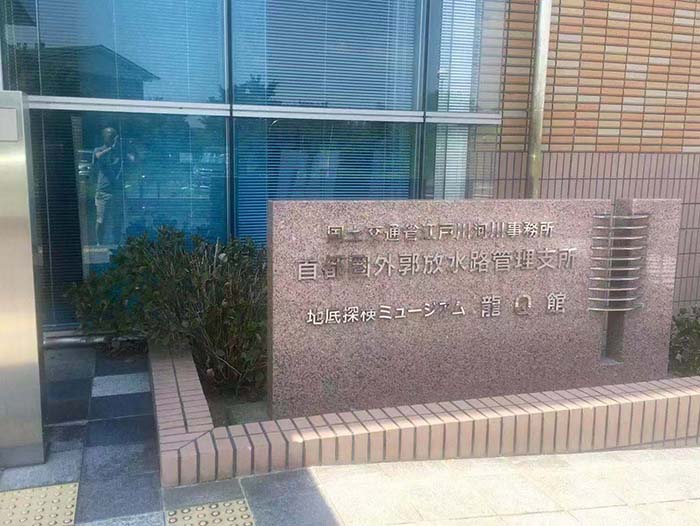 国土交通省江戸川河川事務所
首都圏外郭放水路管理支所
地底探検ミュージアム 龍Q館